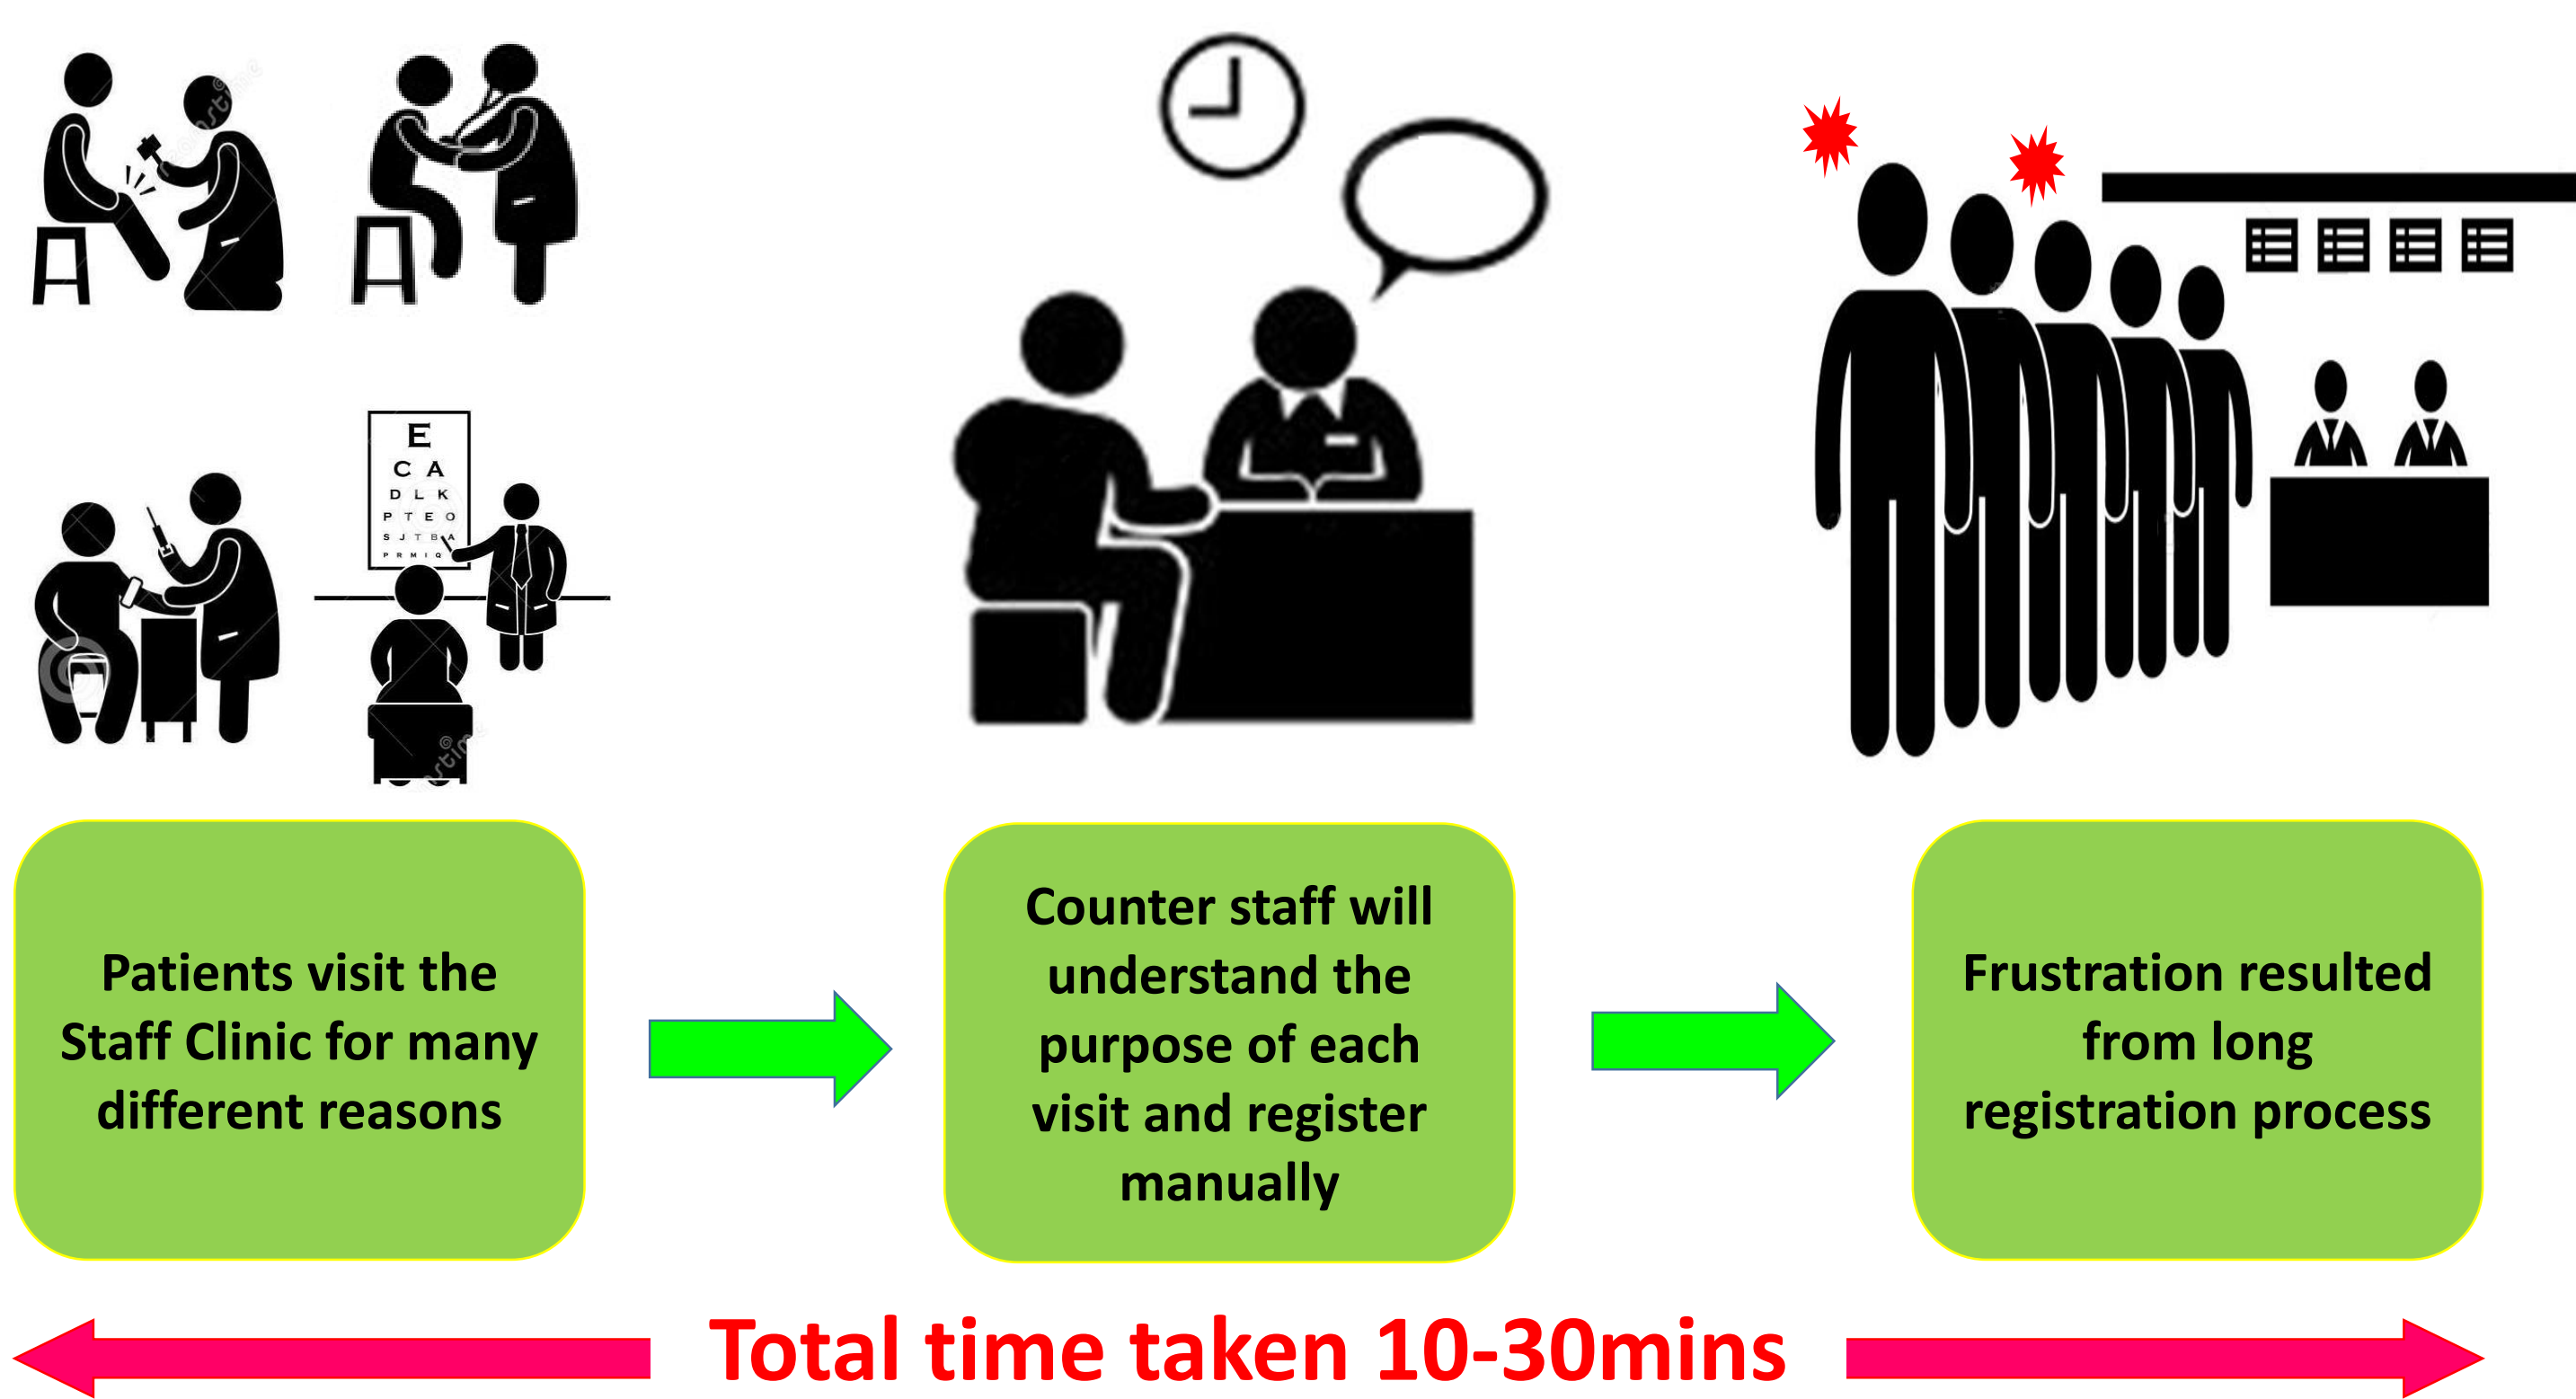 E
C A
D L K
P T E O
S J T B A
P R M I Q
Patients visit the
Staff Clinic for many
different reasons
Counter staff will
understand the
purpose of each
visit and register
manually
Frustration resulted
from long
registration process
Total time taken 10-30mins